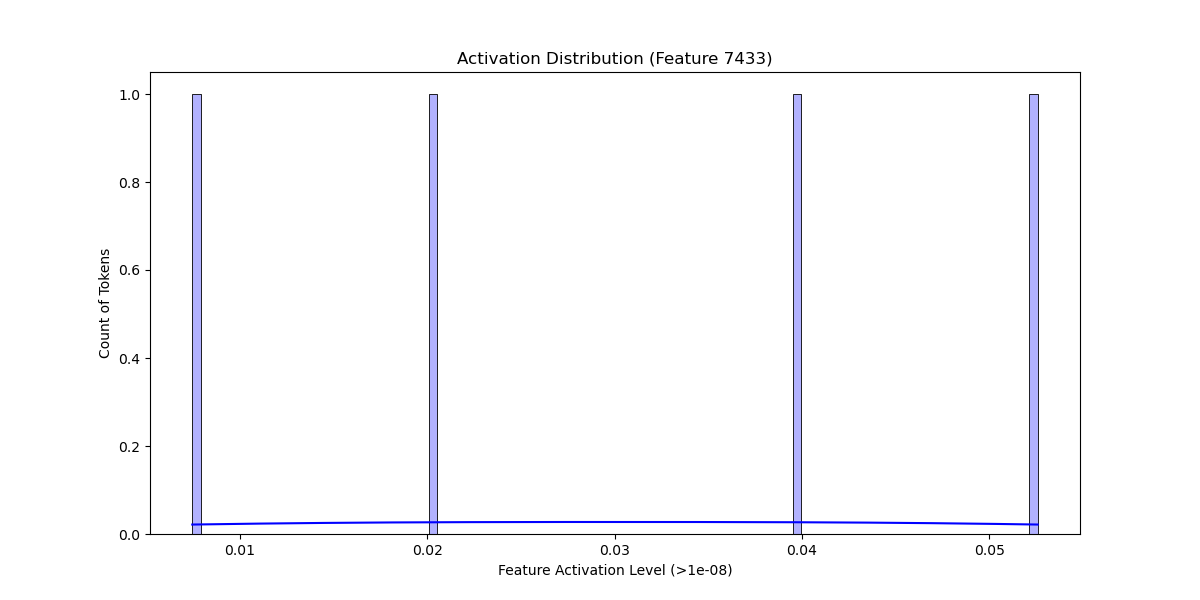 Activation Distribution (Feature 7433)
1.0
0.8
0.6
0.4
0.2
0.0
Count of Tokens
0.01 0.02 0.03 0.04 0.05
Feature Activation Level (>1e-08)